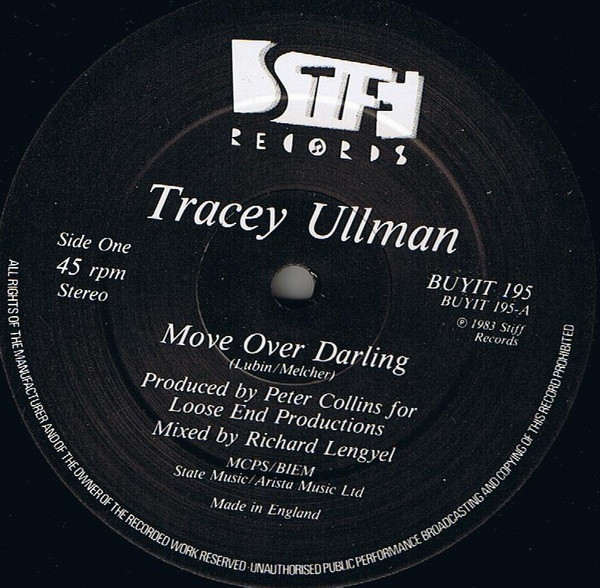 STIFF
RECORDS
Tracey Ullman
Side One
45 rpm
Stereo
BUYIT 195
BUYIT 195-A
℗ 1983 Stiff
Records
Move Over Darling
(Lubin/Melcher)
Produced by Peter Collins for
Loose End Productions
Mixed by Richard Lengyel
MCPS/BIEM
State Music/Arista Music Ltd
Made in England
ALL RIGHTS OF THE MANUFACTURER AND OF THE OWNER OF THE RECORDED WORK RESERVED · UNAUTHORISED PUBLIC PERFORMANCE BROADCASTING AND COPYING OF THIS RECORD PROHIBITED